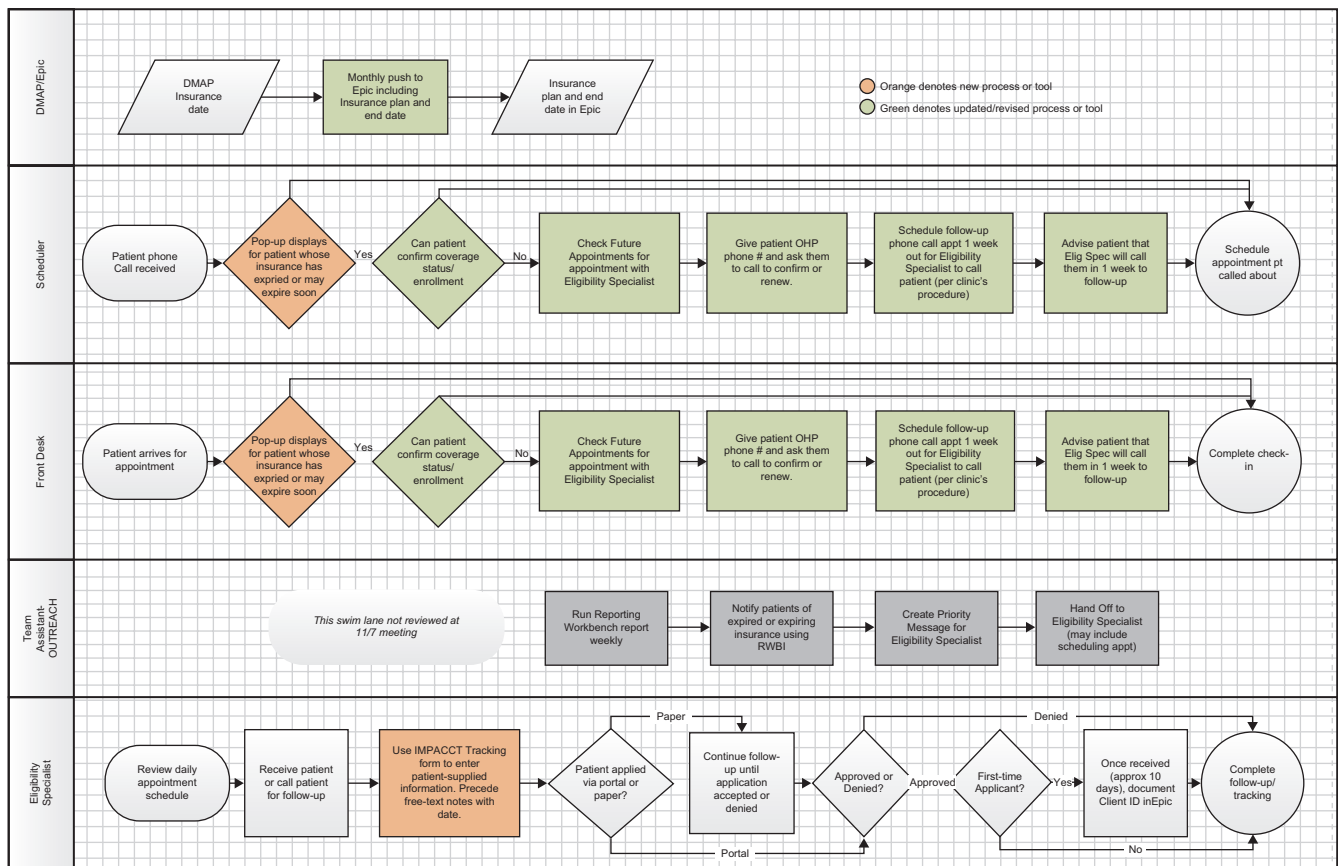 DMAP/Epic
DMAP
Insurance
date
Monthly push to
Epic including
Insurance plan and
end date
Insurance
plan and end
date in Epic
Orange denotes new process or tool
Green denotes updated/revised process or tool
Scheduler
Patient phone
Call received
Pop-up displays
for patient whose
insurance has
expried or may
expire soon
Yes
Can patient
confirm coverage
status/
enrollment
No
Check Future
Appointments for
appointment with
Eligibility Specialist
Give patient OHP
phone # and ask them
to call to confirm or
renew.
Schedule follow-up
phone call appt 1 week
out for Eligibility
Specialist to call
patient (per clinic's
procedure)
Advise patient that
Elig Spec will call
them in 1 week to
follow-up
Schedule
appointment pt
called about
Front Desk
Patient arrives for
appointment
Pop-up displays
for patient whose
insurance has
expried or may
expire soon
Yes
Can patient
confirm coverage
status/
enrollment
No
Check Future
Appointments for
appointment with
Eligibility Specialist
Give patient OHP
phone # and ask them
to call to confirm or
renew.
Schedule follow-up
phone call appt 1 week
out for Eligibility
Specialist to call
patient (per clinic's
procedure)
Advise patient that
Elig Spec will call
them in 1 week to
follow-up
Complete check-
in
Team
Assistant-
OUTREACH
This swim lane not reviewed at
11/7 meeting
Run Reporting
Workbench report
weekly
Notify patients of
expired or expiring
insurance using
RWBI
Create Priority
Message for
Eligibility Specialist
Hand Off to
Eligibility Specialist
(may include
scheduling appt)
Eligibility
Specialist
Review daily
appointment
schedule
Receive patient
or call patient
for follow-up
Use IMPACCT Tracking
form to enter
patient-supplied
information. Precede
free-text notes with
date.
Patient applied
via portal or
paper?
Paper
Portal
Continue follow-
up until
application
accepted or
denied
Approved or
Denied?
Denied
Approved
First-time
Applicant?
Yes
No
Once received
(approx 10
days), document
Client ID inEpic
Complete
follow-up/
tracking